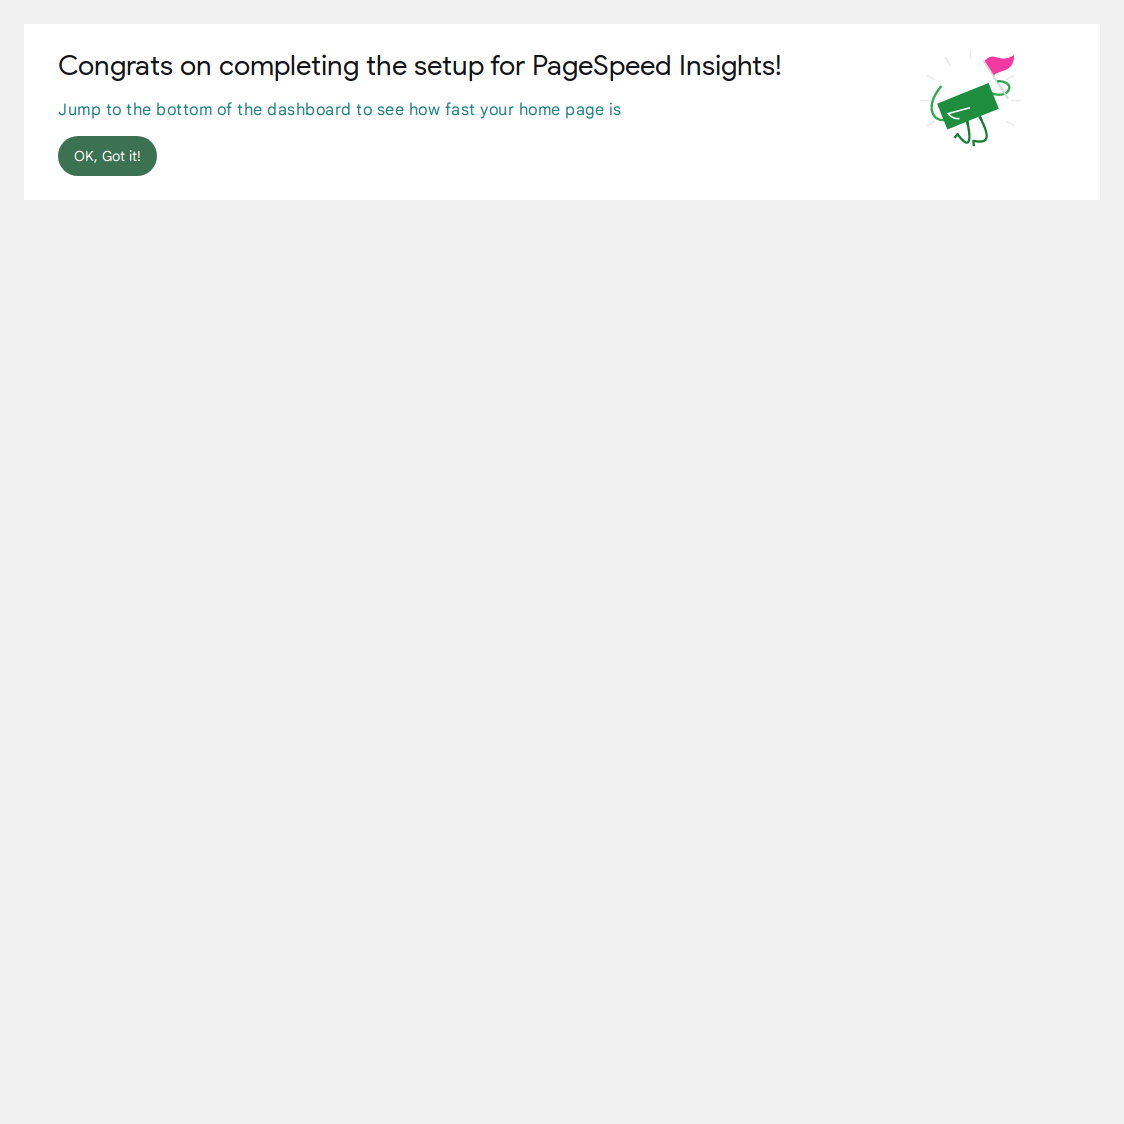 Congrats on completing the setup for PageSpeed Insights!
Jump to the bottom of the dashboard to see how fast your home page is
OK, Got it!